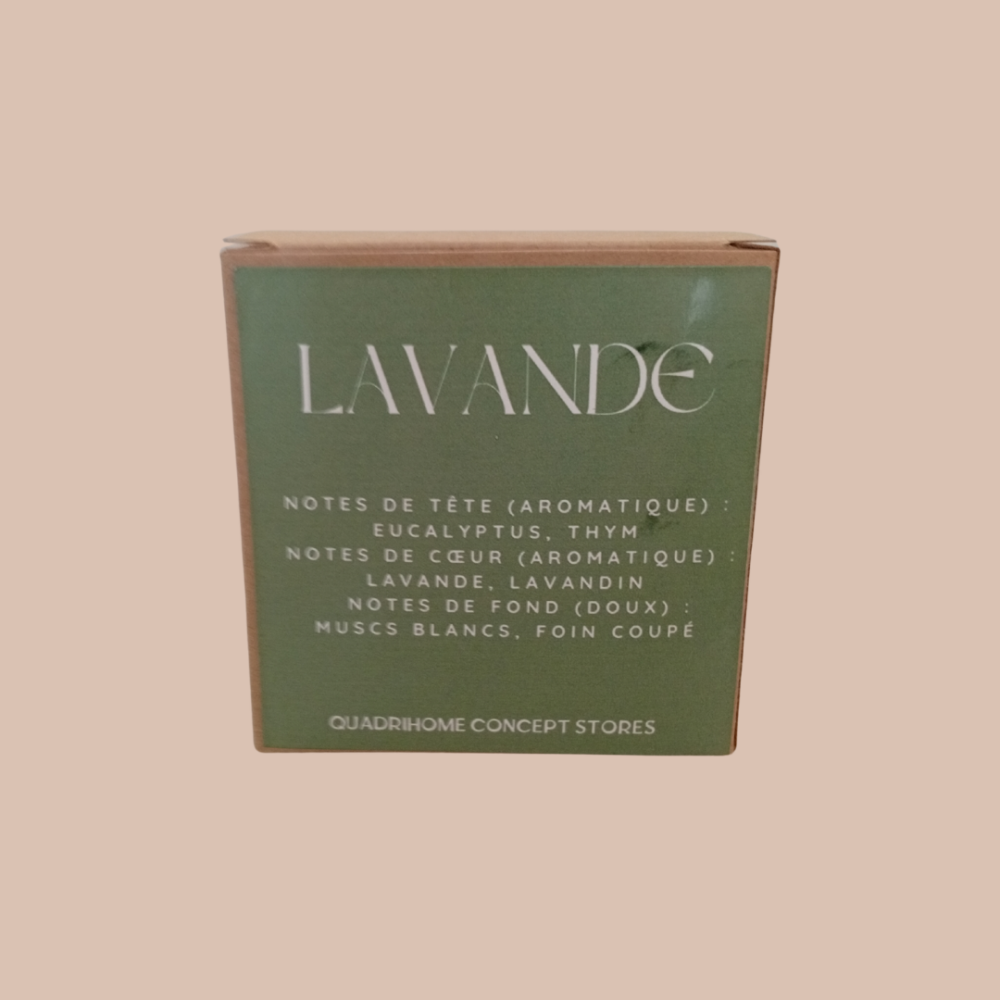 LAVANDE
NOTES DE TÊTE (AROMATIQUE) :
EUCALYPTUS, THYM
NOTES DE CŒUR (AROMATIQUE) :
LAVANDE, LAVANDIN
NOTES DE FOND (DOUX) :
MUSCS BLANCS, FOIN COUPÉ
QUADRIHOME CONCEPT STORES